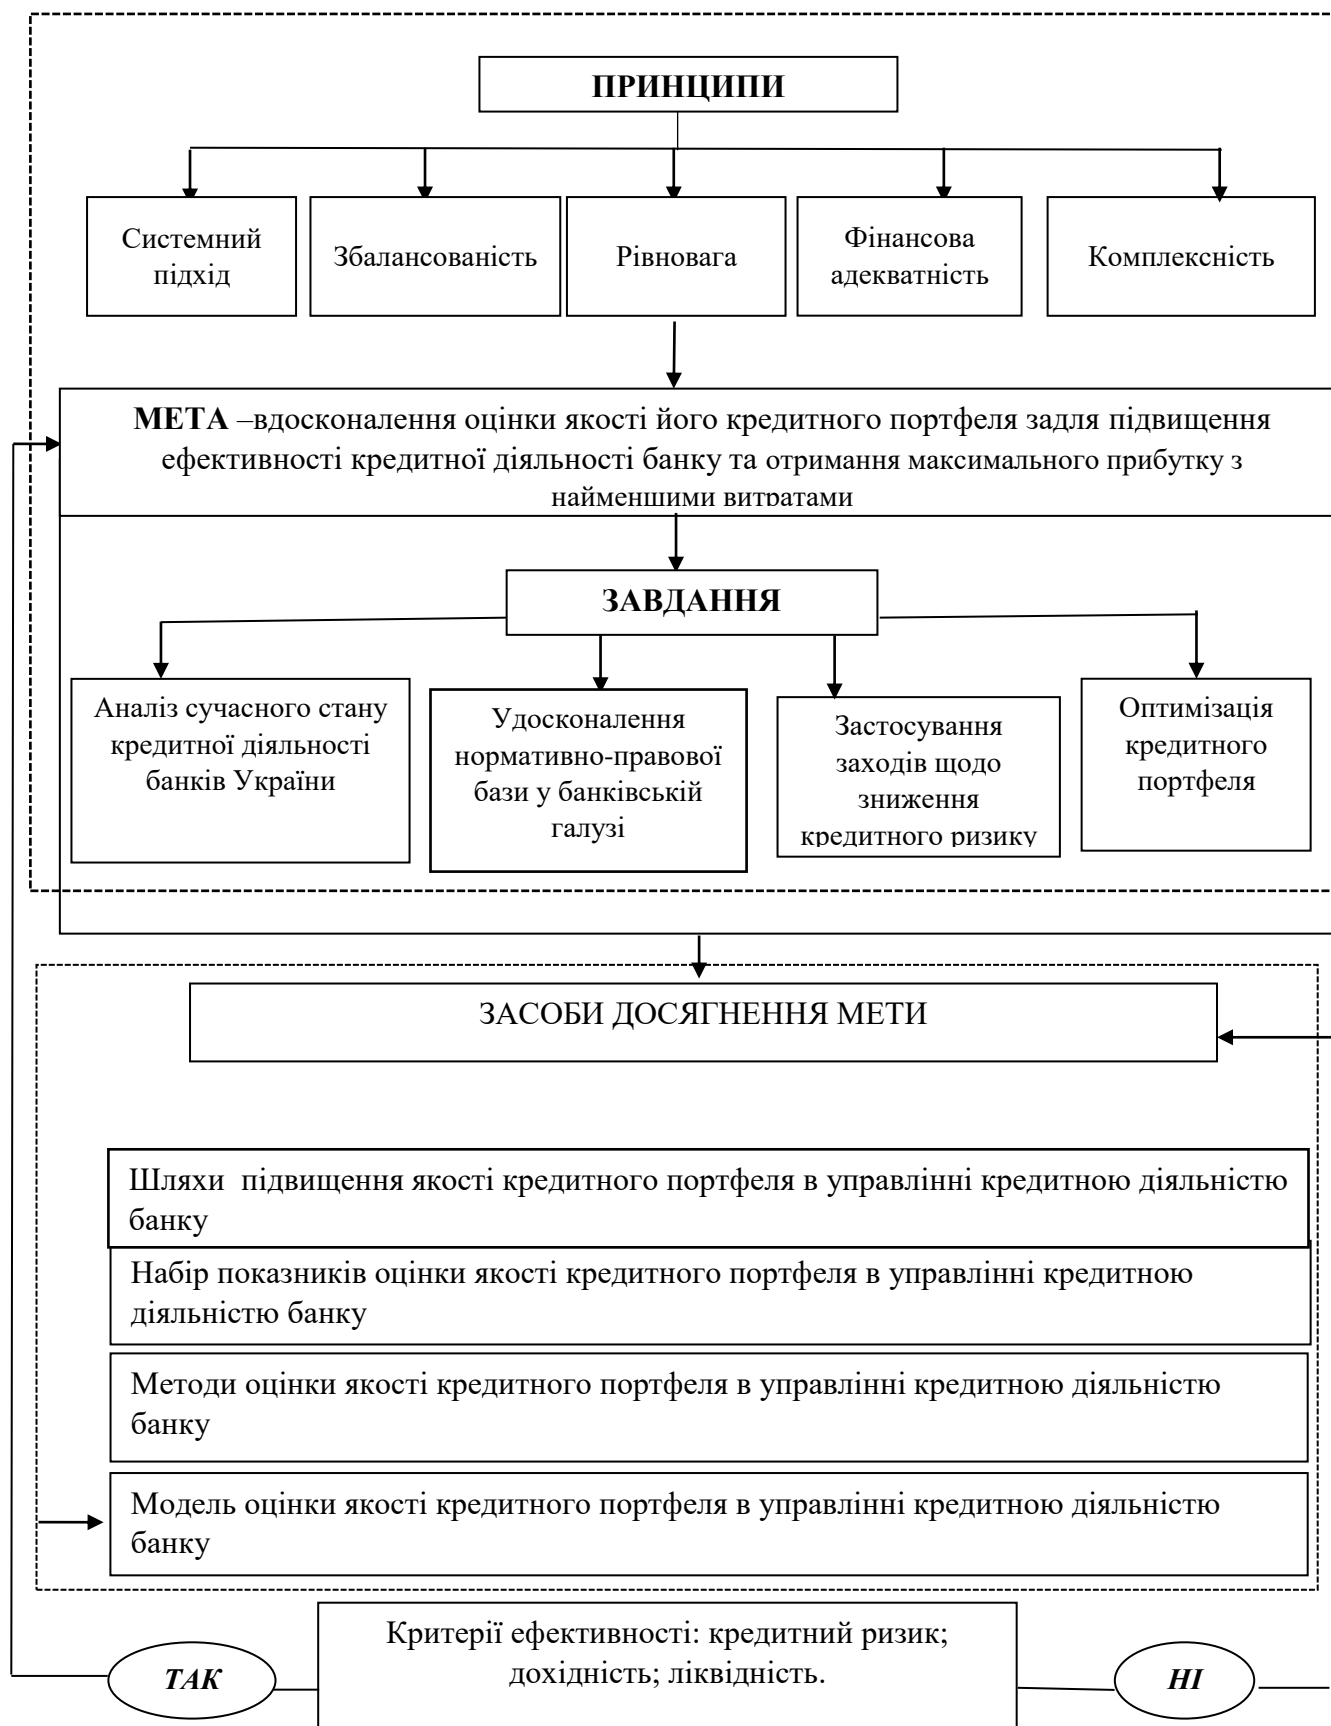 ПРИНЦИПИ
Системний
підхід
Збалансованість
Рівновага
Фінансова
адекватність
Комплексність
МЕТА –вдосконалення оцінки якості його кредитного портфеля задля підвищення
ефективності кредитної діяльності банку та отримання максимального прибутку з
найменшими витратами
ЗАВДАННЯ
Аналіз сучасного стану
кредитної діяльності
банків України
Удосконалення
нормативно-правової
бази у банківській
галузі
Застосування
заходів щодо
зниження
кредитного ризику
Оптимізація
кредитного
портфеля
ЗАСОБИ ДОСЯГНЕННЯ МЕТИ
Шляхи підвищення якості кредитного портфеля в управлінні кредитною діяльністю
банку
Набір показників оцінки якості кредитного портфеля в управлінні кредитною
діяльністю банку
Методи оцінки якості кредитного портфеля в управлінні кредитною діяльністю
банку
Модель оцінки якості кредитного портфеля в управлінні кредитною діяльністю
банку
Критерії ефективності: кредитний ризик;
дохідність; ліквідність.
ТАК
НІ